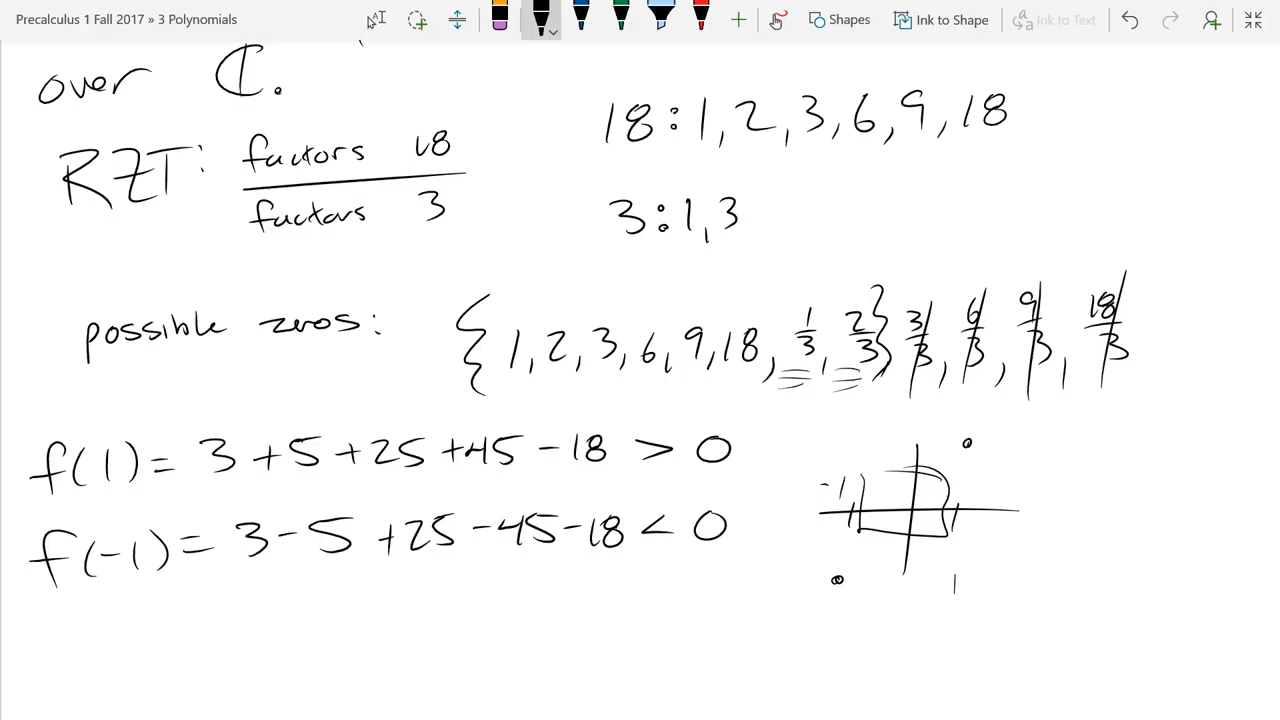 Precalculus 1 Fall 2017 » 3 Polynomials
Shapes
Ink to Shape
Ink to Text
over ℂ.
18 : 1, 2, 3, 6, 9, 18
RZT: factors 18 / factors 3
3 : 1, 3
possible zeros: {1, 2, 3, 6, 9, 18, 1/3, 2/3} 3/3, 6/3, 9/3, 18/3
f(1) = 3 + 5 + 25 + 45 - 18 > 0
-1
f(-1) = 3 - 5 + 25 - 45 - 18 < 0
1